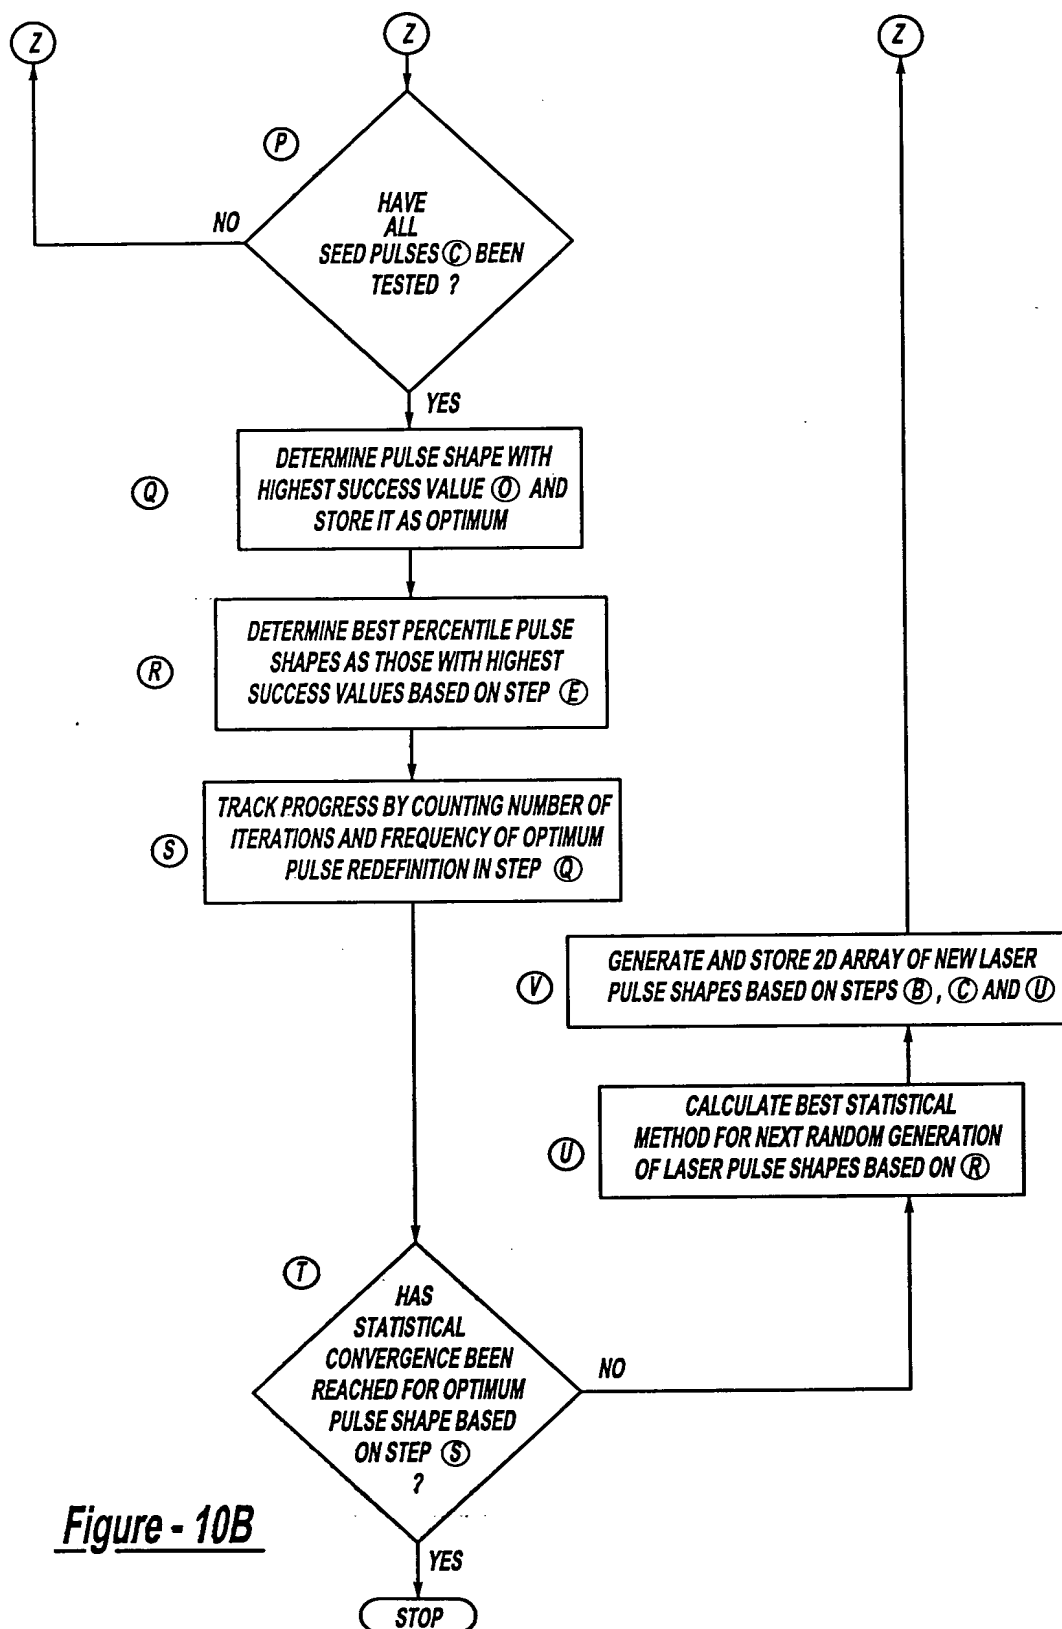 Z
Z
Z
P
HAVE
ALL
SEED PULSES C BEEN
TESTED ?
NO
YES
Q
DETERMINE PULSE SHAPE WITH
HIGHEST SUCCESS VALUE O AND
STORE IT AS OPTIMUM
R
DETERMINE BEST PERCENTILE PULSE
SHAPES AS THOSE WITH HIGHEST
SUCCESS VALUES BASED ON STEP E
S
TRACK PROGRESS BY COUNTING NUMBER OF
ITERATIONS AND FREQUENCY OF OPTIMUM
PULSE REDEFINITION IN STEP Q
V
GENERATE AND STORE 2D ARRAY OF NEW LASER
PULSE SHAPES BASED ON STEPS B , C AND U
U
CALCULATE BEST STATISTICAL
METHOD FOR NEXT RANDOM GENERATION
OF LASER PULSE SHAPES BASED ON R
T
HAS
STATISTICAL
CONVERGENCE BEEN
REACHED FOR OPTIMUM
PULSE SHAPE BASED
ON STEP S
?
NO
YES
STOP
Figure - 10B